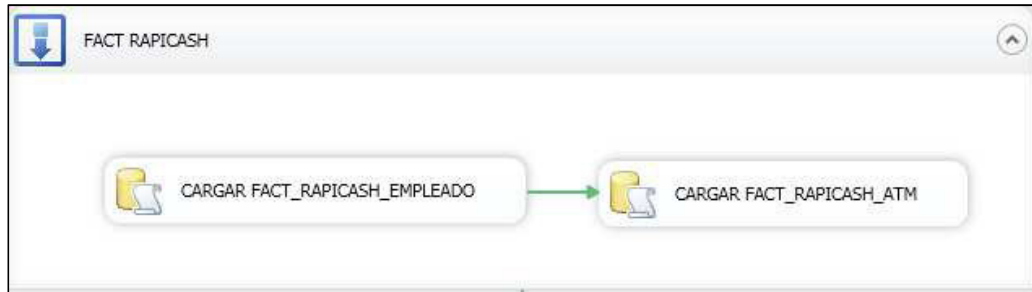 FACT RAPICASH
CARGAR FACT_RAPICASH_EMPLEADO
CARGAR FACT_RAPICASH_ATM